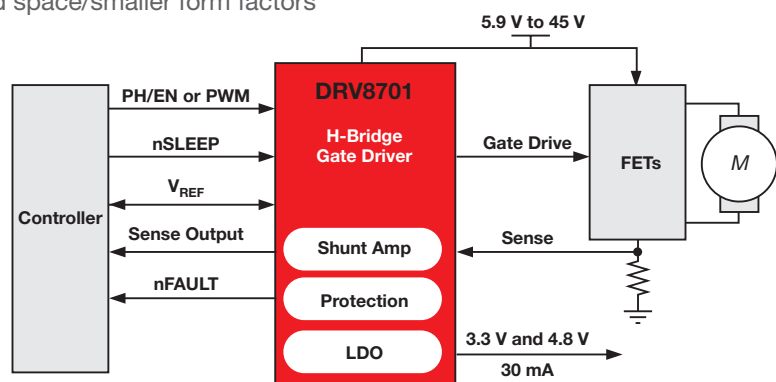 d space/smaller form factors
5.9 V to 45 V
PH/EN or PWM
DRV8701
nSLEEP
H-Bridge
Gate Driver
Gate Drive
FETs
M
VREF
Controller
Sense Output
Shunt Amp
Sense
nFAULT
Protection
LDO
3.3 V and 4.8 V
30 mA